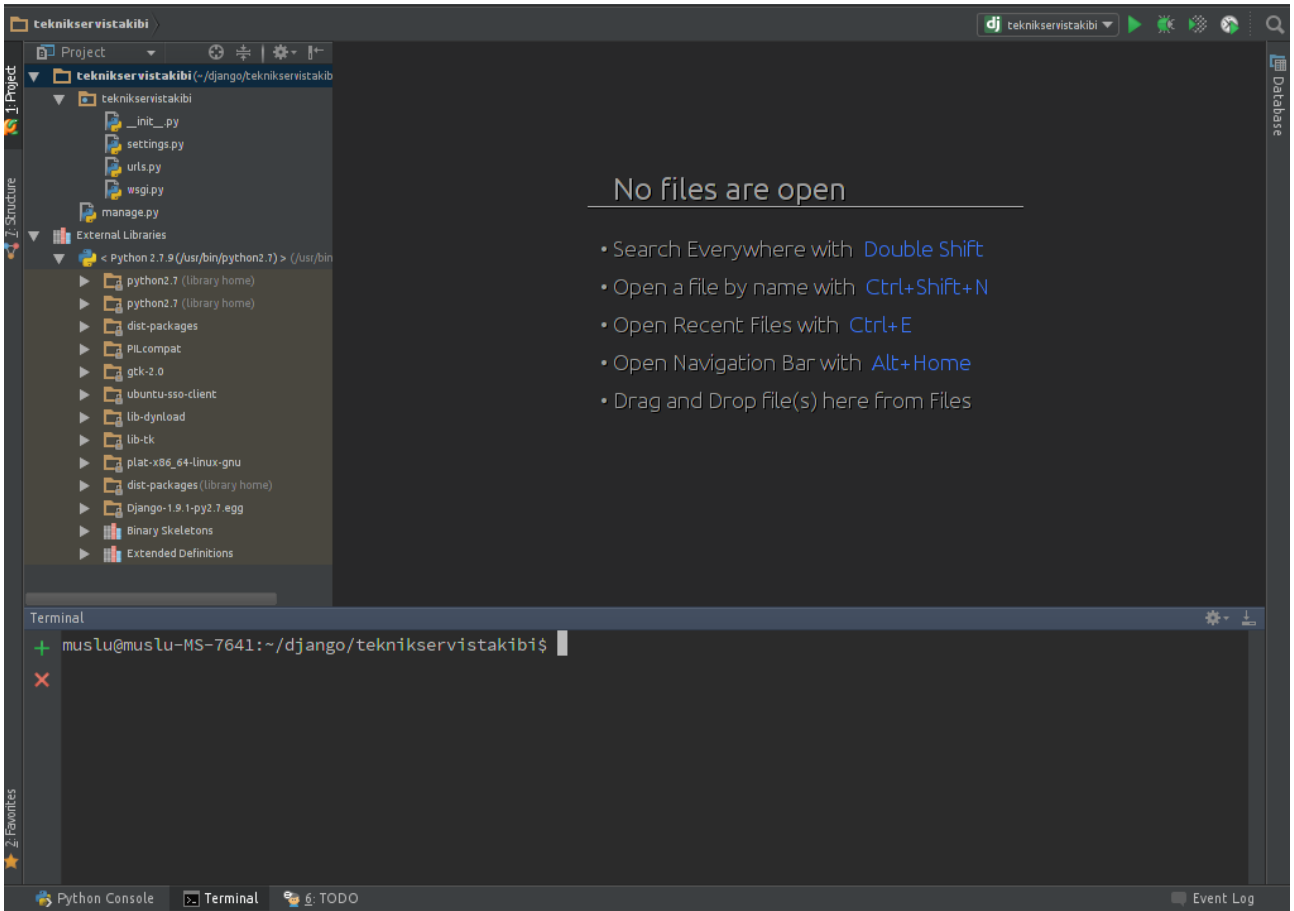 teknikservistakibi
dj teknikservistakibi
Project
teknikservistakibi (~/django/teknikservistakib
teknikservistakibi
__init__.py
settings.py
urls.py
wsgi.py
manage.py
External Libraries
< Python 2.7.9 (/usr/bin/python2.7) > (/usr/bin
python2.7 (library home)
python2.7 (library home)
dist-packages
PILcompat
gtk-2.0
ubuntu-sso-client
lib-dynload
lib-tk
plat-x86_64-linux-gnu
dist-packages (library home)
Django-1.9.1-py2.7.egg
Binary Skeletons
Extended Definitions
1: Project
7: Structure
2: Favorites
Database
No files are open
• Search Everywhere with Double Shift
• Open a file by name with Ctrl+Shift+N
• Open Recent Files with Ctrl+E
• Open Navigation Bar with Alt+Home
• Drag and Drop file(s) here from Files
Terminal
muslu@muslu-MS-7641:~/django/teknikservistakibi$
Python Console
Terminal
6: TODO
Event Log